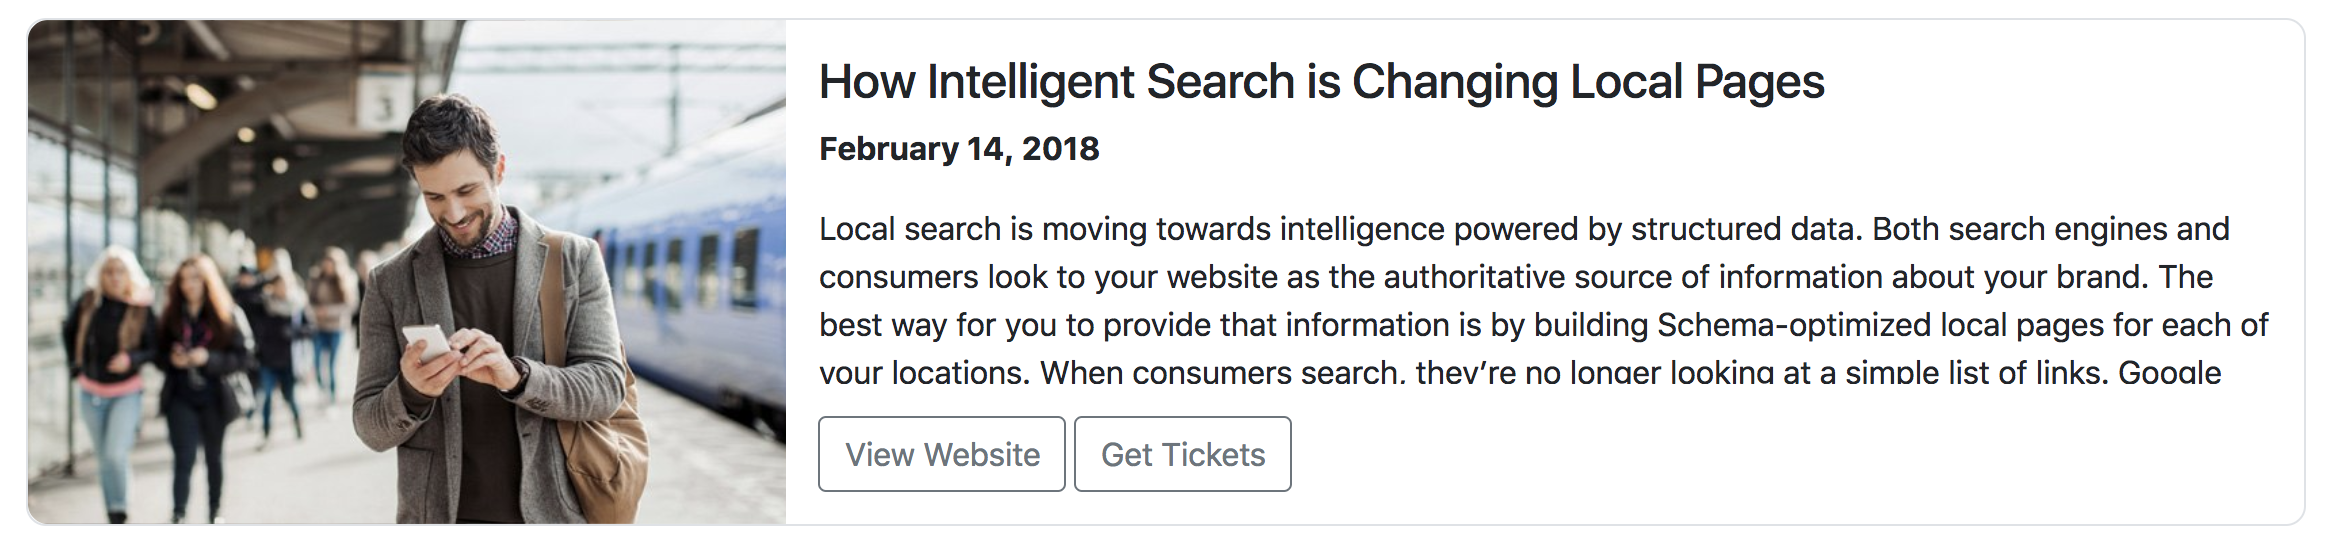 3
How Intelligent Search is Changing Local Pages
February 14, 2018
Local search is moving towards intelligence powered by structured data. Both search engines and
consumers look to your website as the authoritative source of information about your brand. The
best way for you to provide that information is by building Schema-optimized local pages for each of
your locations. When consumers search, they’re no longer looking at a simple list of links. Google
View Website
Get Tickets